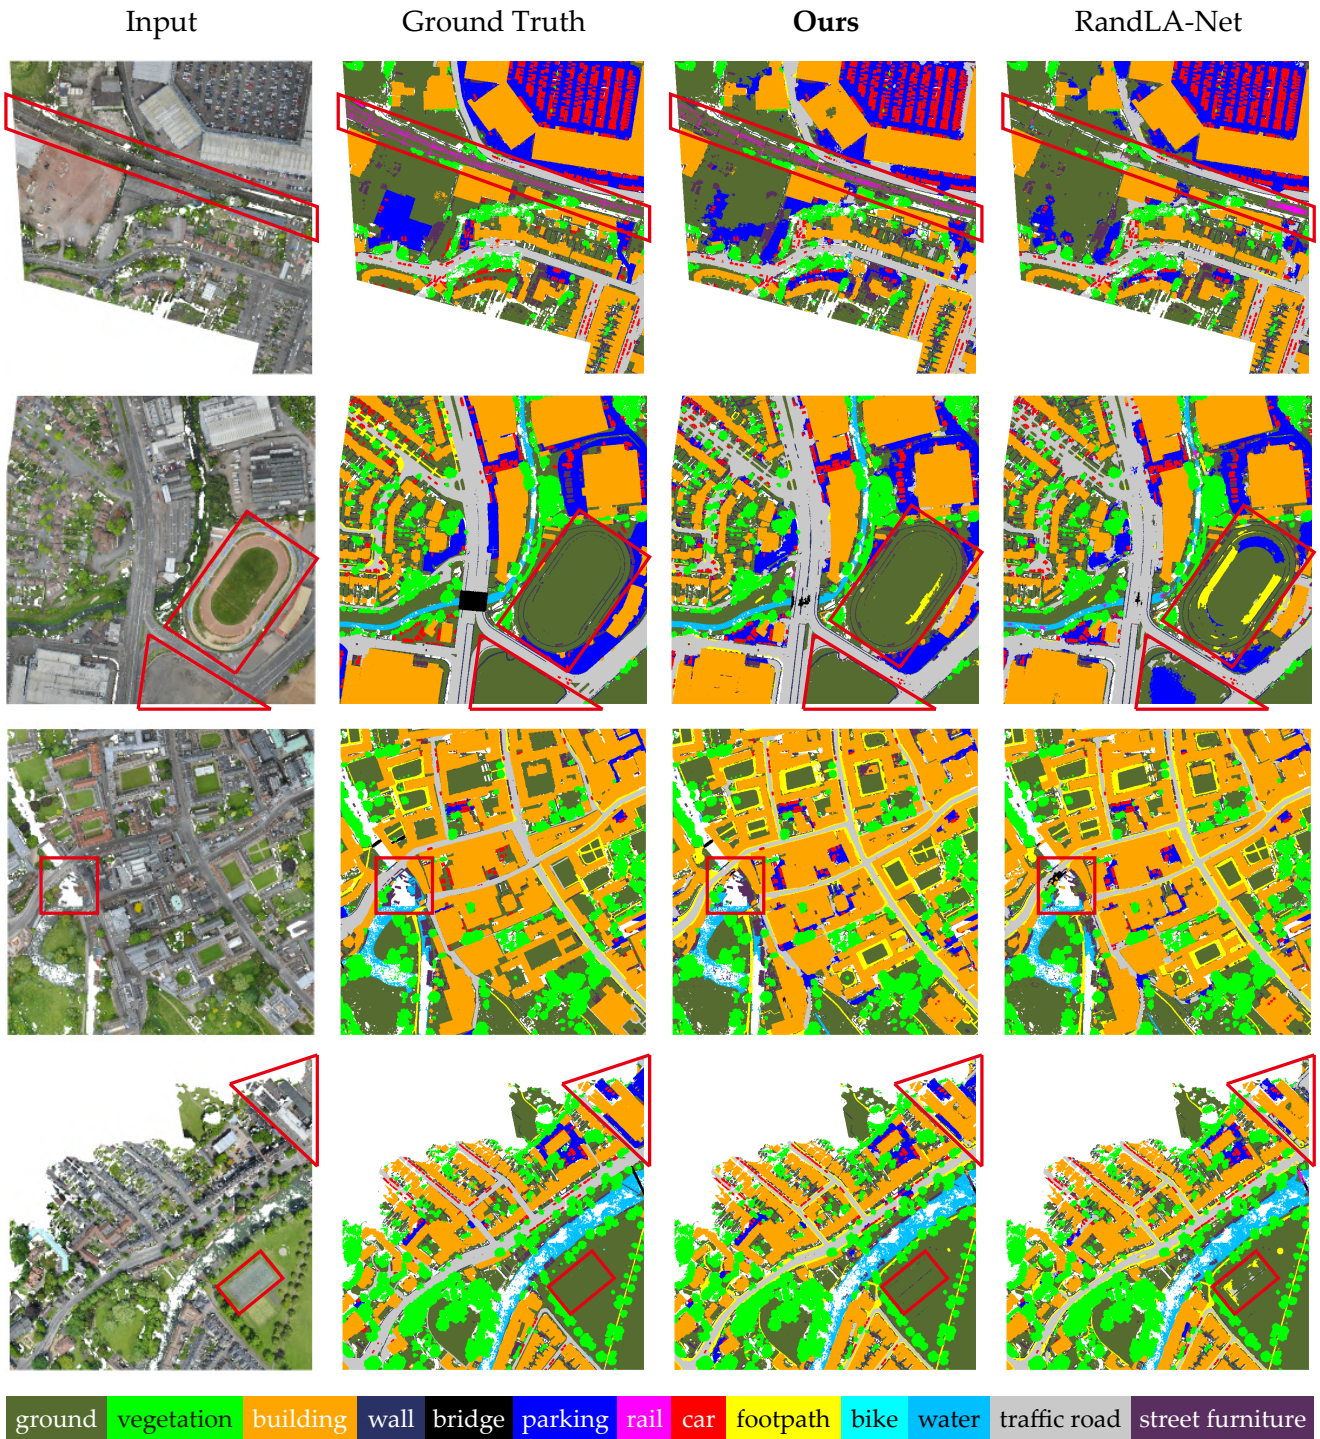 Input Ground Truth Ours RandLA-Net
ground vegetation building wall bridge parking rail car footpath bike water traffic road street furniture